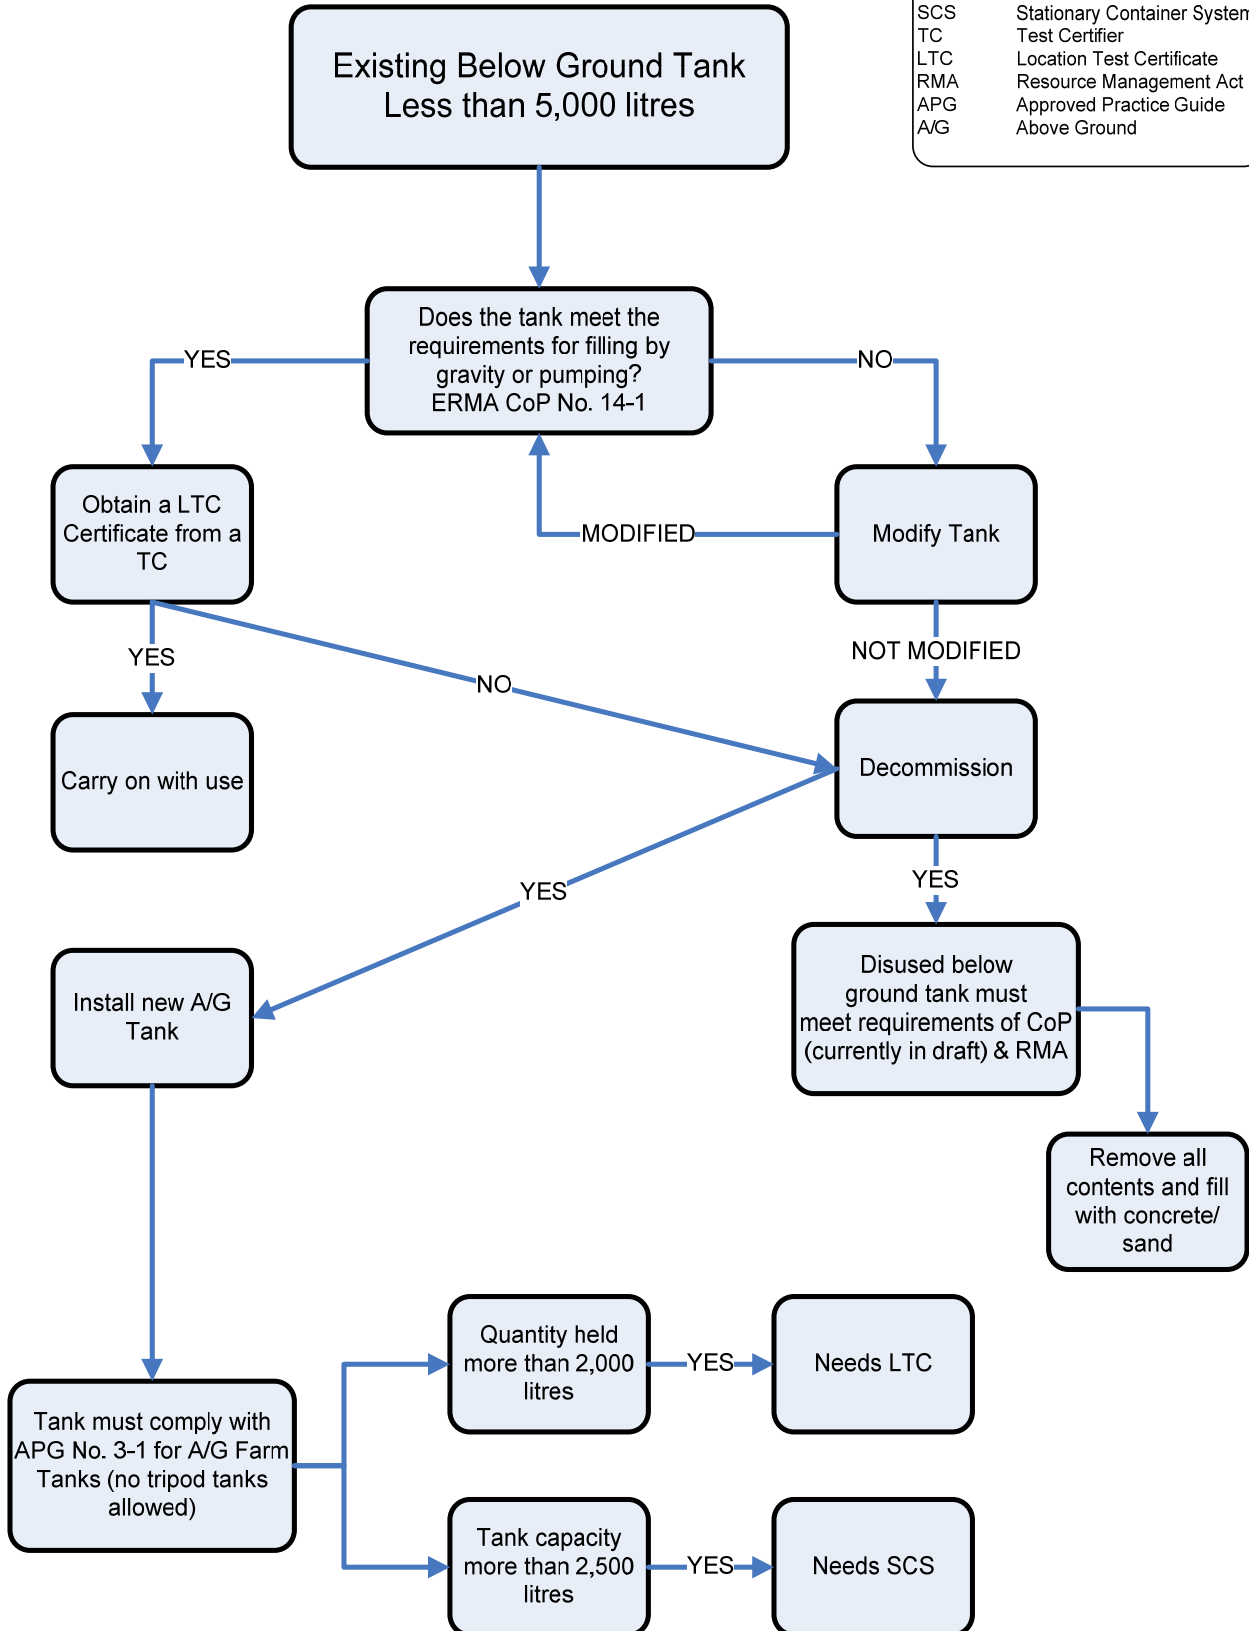 SCS Stationary Container System
TC Test Certifier
LTC Location Test Certificate
RMA Resource Management Act
APG Approved Practice Guide
A/G Above Ground
Existing Below Ground Tank
Less than 5,000 litres
Does the tank meet the
requirements for filling by
gravity or pumping?
ERMA CoP No. 14-1
YES
NO
Obtain a LTC
Certificate from a
TC
MODIFIED
Modify Tank
YES
NOT MODIFIED
NO
Carry on with use
Decommission
YES
YES
Install new A/G
Tank
Disused below
ground tank must
meet requirements of CoP
(currently in draft) & RMA
Remove all
contents and fill
with concrete/
sand
Tank must comply with
APG No. 3-1 for A/G Farm
Tanks (no tripod tanks
allowed)
Quantity held
more than 2,000
litres
YES
Needs LTC
Tank capacity
more than 2,500
litres
YES
Needs SCS